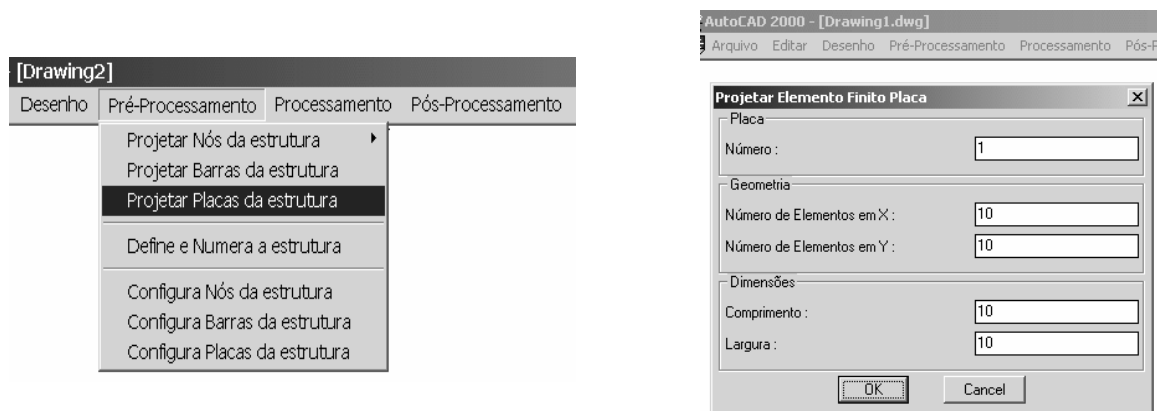 [Drawing2]
Desenho Pré-Processamento Processamento Pós-Processamento
Projetar Nós da estrutura
Projetar Barras da estrutura
Projetar Placas da estrutura
Define e Numera a estrutura
Configura Nós da estrutura
Configura Barras da estrutura
Configura Placas da estrutura
AutoCAD 2000 - [Drawing1.dwg]
Arquivo Editar Desenho Pré-Processamento Processamento Pós-P
Projetar Elemento Finito Placa
Placa
Número : 1
Geometria
Número de Elementos em X : 10
Número de Elementos em Y : 10
Dimensões
Comprimento : 10
Largura : 10
OK Cancel